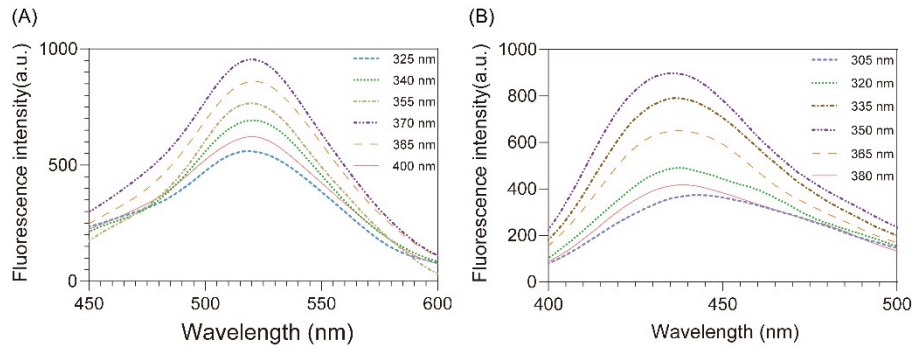 (A)
1000
500
0
450
500
550
600
Fluorescence intensity(a.u.)
Wavelength (nm)
325 nm
340 nm
355 nm
370 nm
385 nm
400 nm
(B)
1000
800
600
400
200
0
400
450
500
Fluorescence intensity(a.u.)
Wavelength (nm)
305 nm
320 nm
335 nm
350 nm
365 nm
380 nm